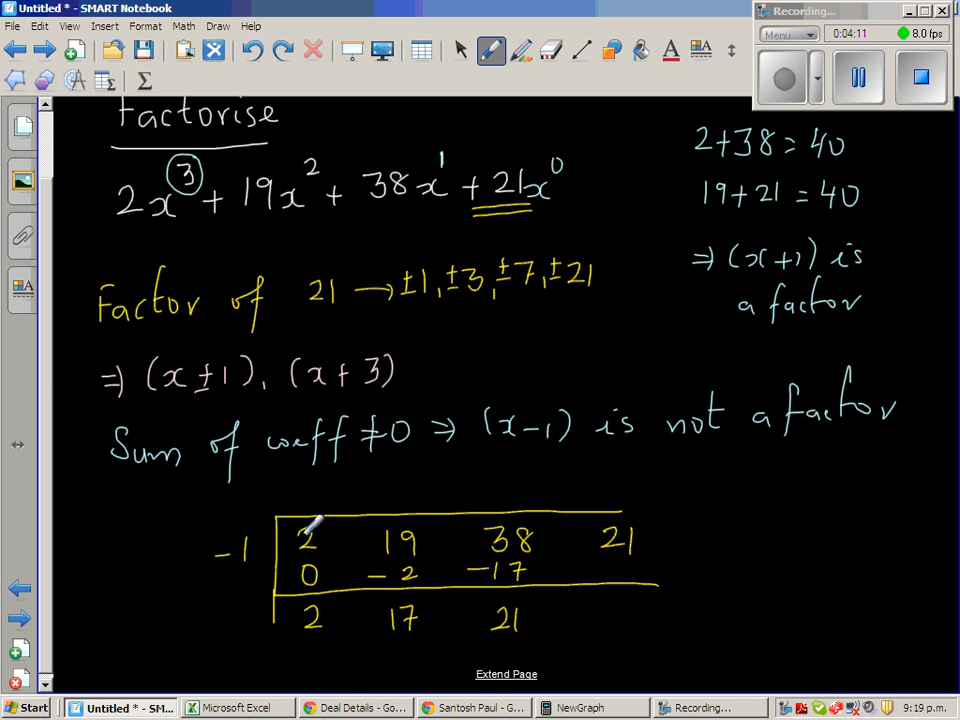 Untitled * - SMART Notebook
Recording...
File Edit View Insert Format Tools Draw Help
Menu 0:04:11 8.0 fps
Factorise
2x³ + 19x² + 38x¹ + 21x⁰
2+38 = 40
19+21 = 40
⇒ (x+1) is
a factor
Factor of 21 → ±1, ±3, ±7, ±21
⇒ (x ± 1), (x + 3)
Sum of coeff ≠ 0 ⇒ (x-1) is not a factor
-1 2 19 38 21
0 -2 -17
2 17 21
Extend Page
Start Untitled * - SM... Microsoft Excel Deal Details - Go... Santosh Paul - G... NewGraph Recording... 9:19 p.m.